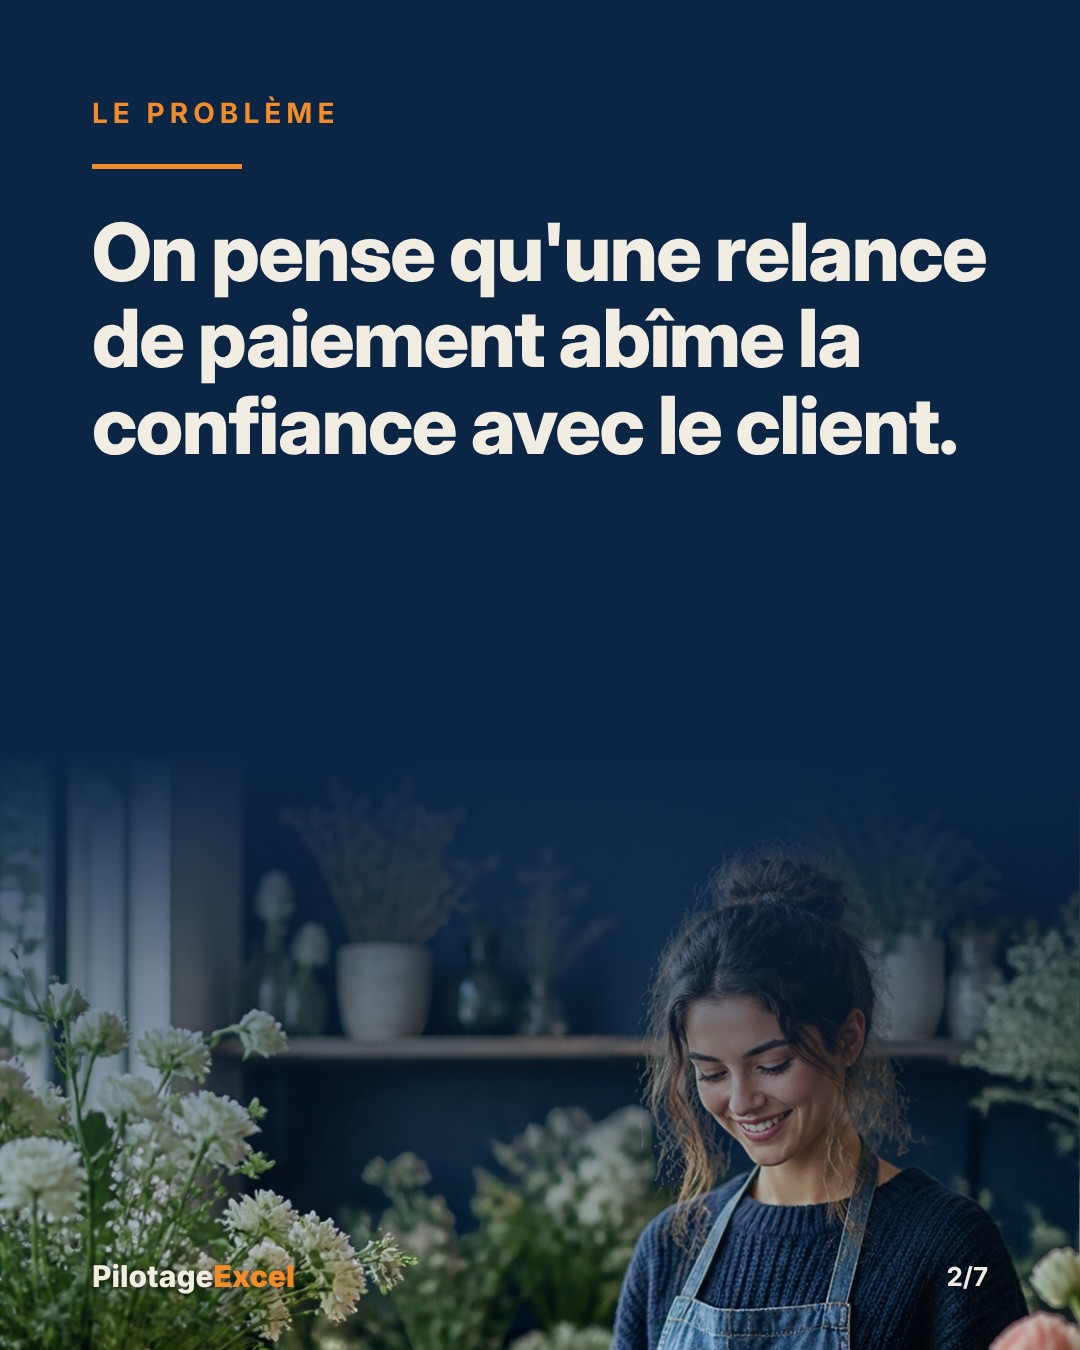 LE PROBLÈME
On pense qu'une relance
de paiement abîme la
confiance avec le client.
PilotageExcel
2/7